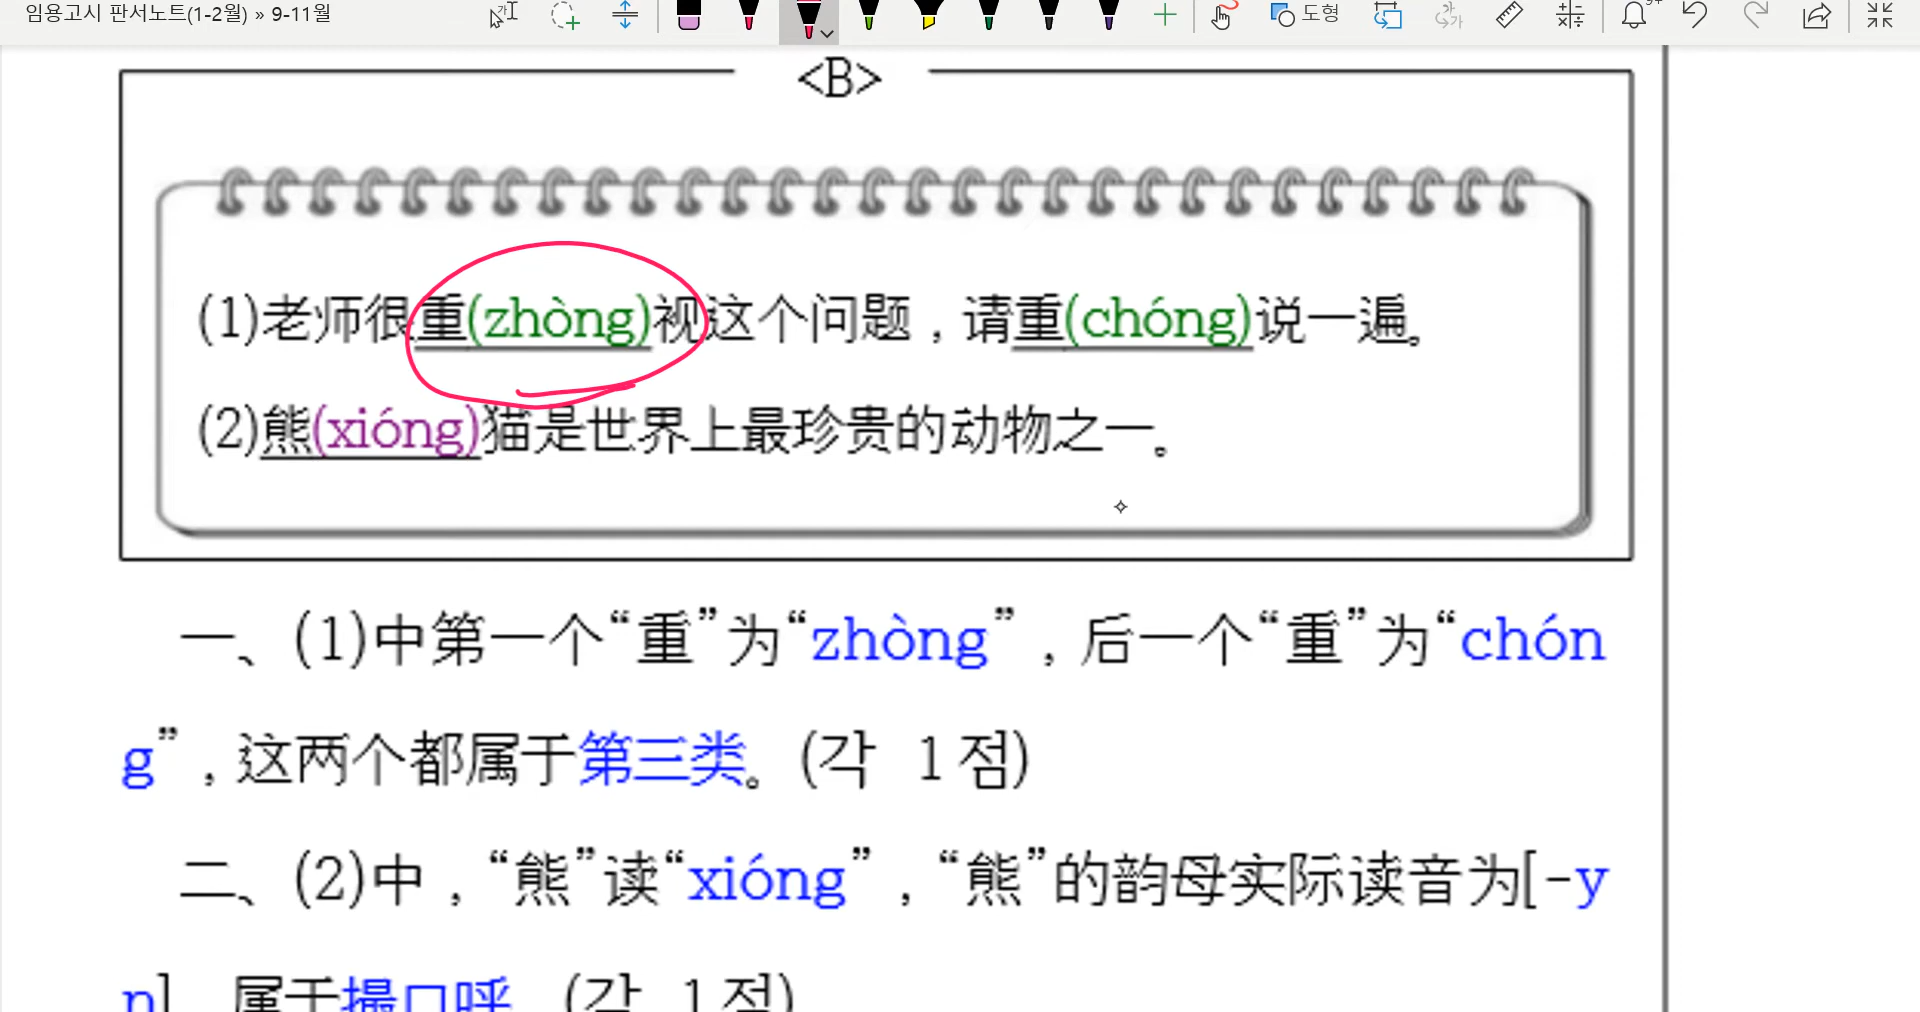 임용고시 판서노트(1-2월) » 9-11월
도형
9+
<B>
(1)老师很重(zhòng)视这个问题，请重(chóng)说一遍。
(2)熊(xióng)猫是世界上最珍贵的动物之一。
一、(1)中第一个“重”为“zhòng”，后一个“重”为“chón
g”，这两个都属于第三类。(각 1점)
二、(2)中，“熊”读“xióng”，“熊”的韵母实际读音为[-y